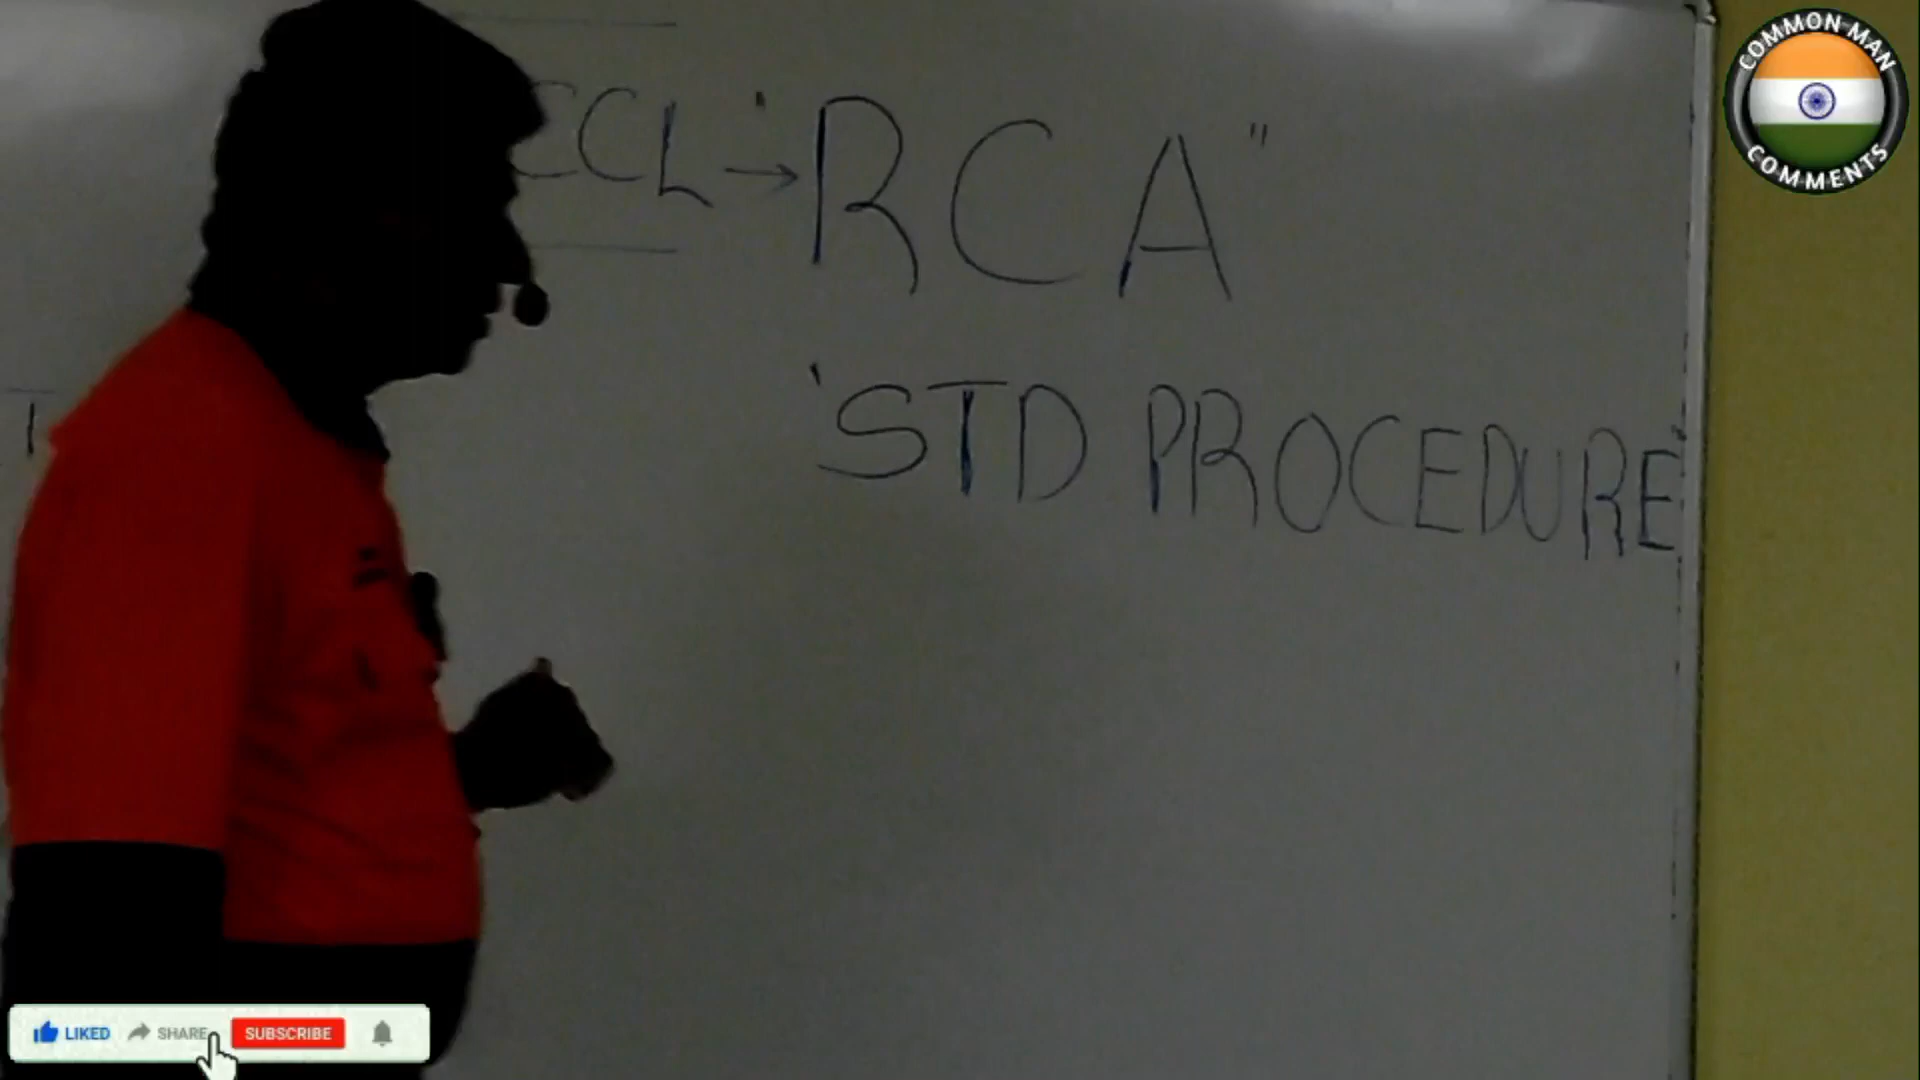 CCL → "RCA"
'STD PROCEDURE'
COMMON MAN
COMMENTS
LIKED SHARE SUBSCRIBE